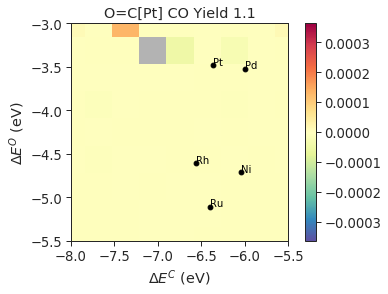 O=C[Pt] CO Yield 1.1
−3.0
−3.5
−4.0
−4.5
−5.0
−5.5
ΔE^O (eV)
Pt
Pd
Rh
Ni
Ru
−8.0 −7.5 −7.0 −6.5 −6.0 −5.5
ΔE^C (eV)
0.0003
0.0002
0.0001
0.0000
−0.0001
−0.0002
−0.0003